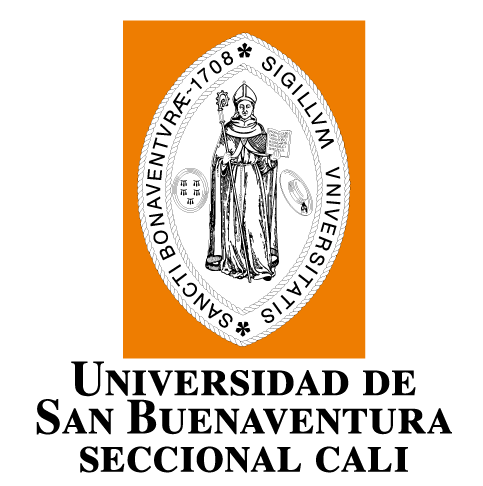 SIGILLVM VNIVERSITATIS
SANCTI BONAVENTVRÆ-1708
UNIVERSIDAD DE
SAN BUENAVENTURA
SECCIONAL CALI